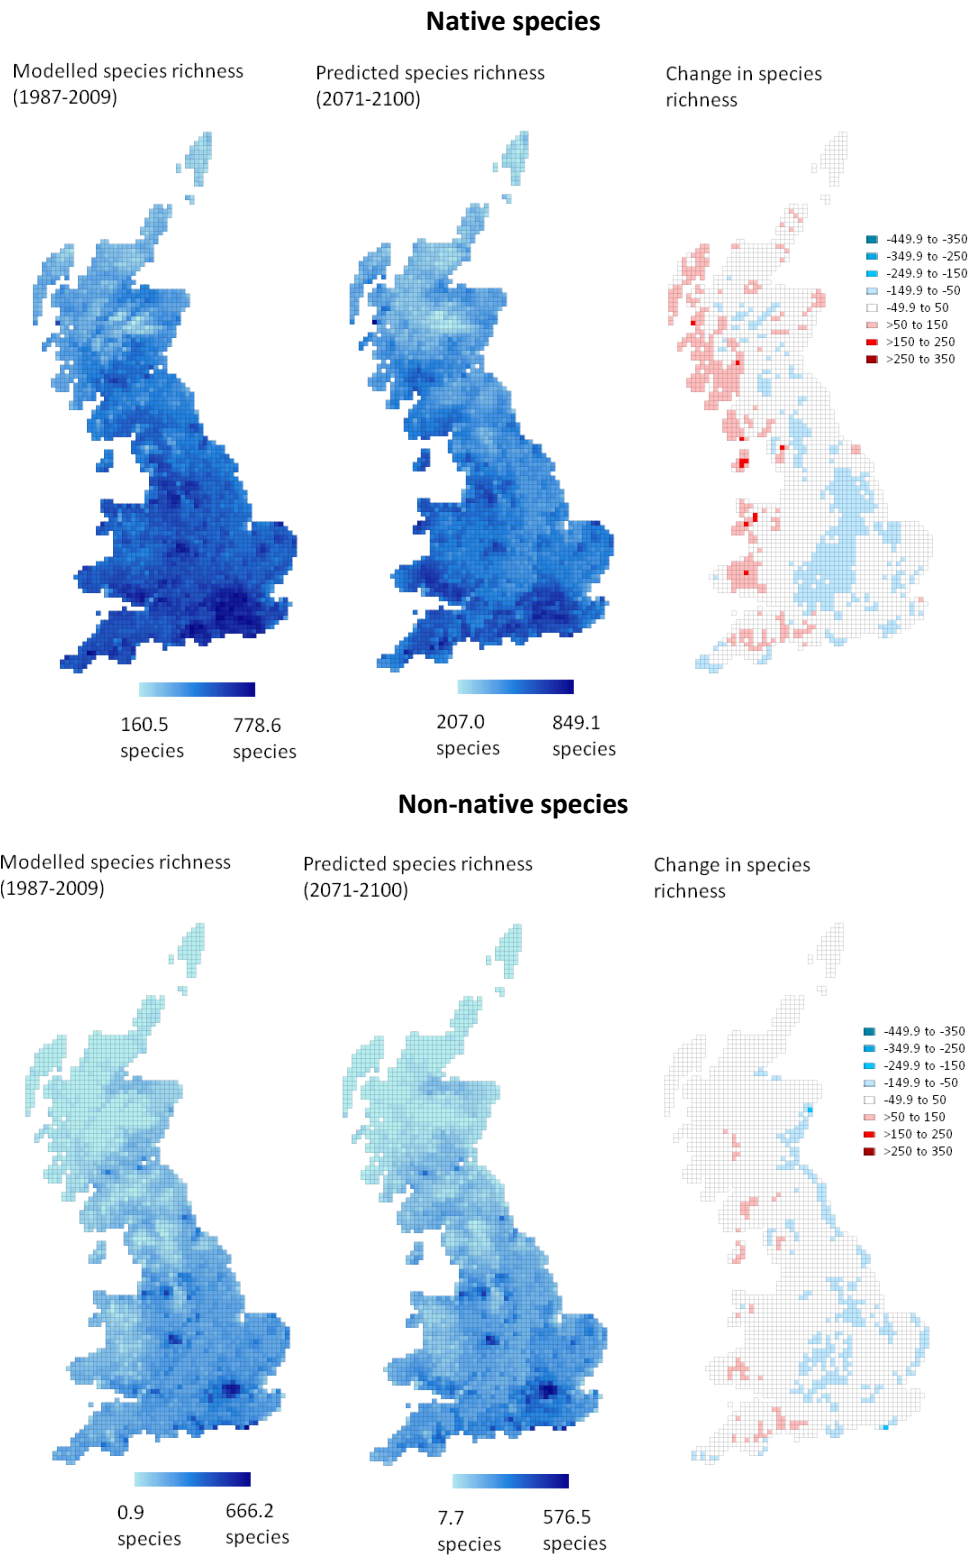 Native species
Modelled species richness
(1987-2009)
Predicted species richness
(2071-2100)
Change in species
richness
-449.9 to -350
-349.9 to -250
-249.9 to -150
-149.9 to -50
-49.9 to 50
>50 to 150
>150 to 250
>250 to 350
160.5
species
778.6
species
207.0
species
849.1
species
Non-native species
Modelled species richness
(1987-2009)
Predicted species richness
(2071-2100)
Change in species
richness
-449.9 to -350
-349.9 to -250
-249.9 to -150
-149.9 to -50
-49.9 to 50
>50 to 150
>150 to 250
>250 to 350
0.9
species
666.2
species
7.7
species
576.5
species